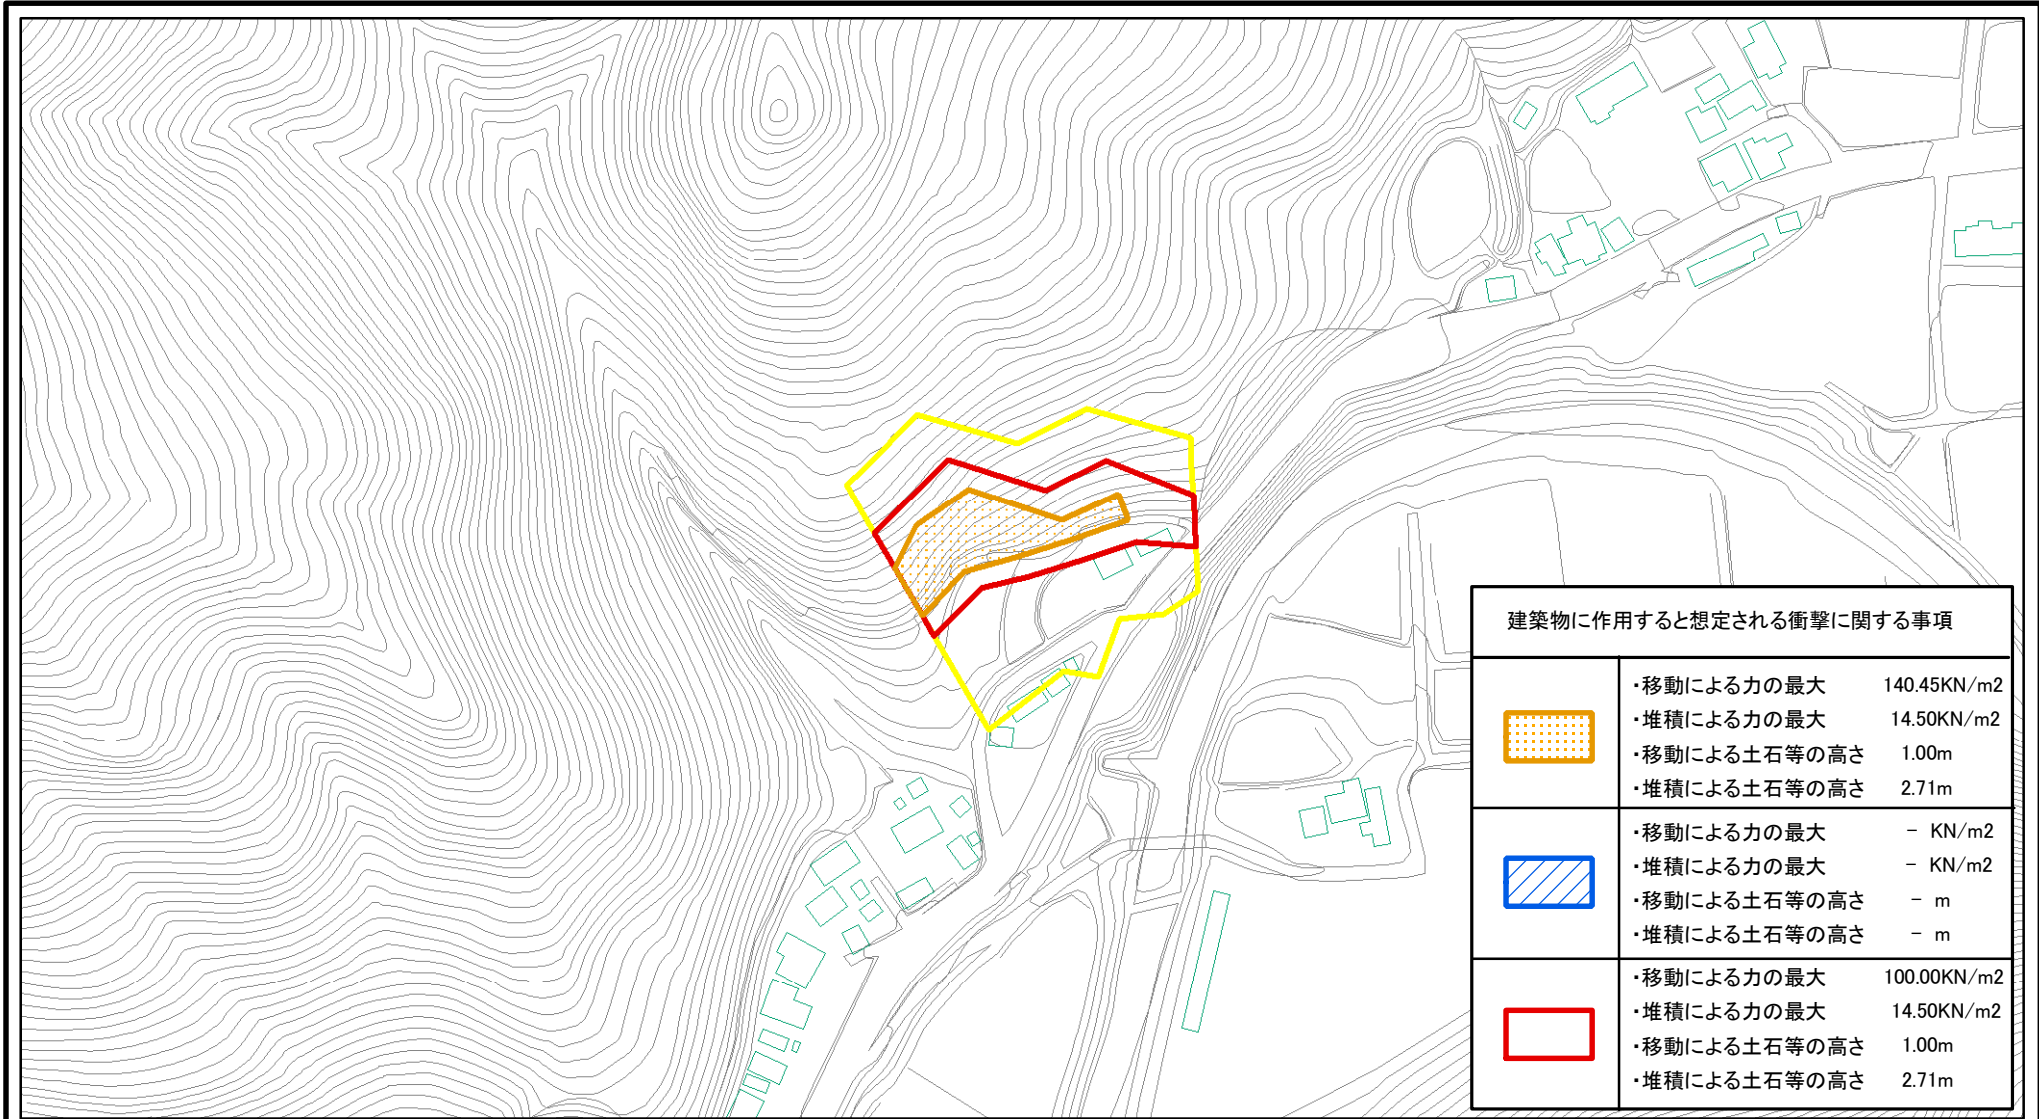 建築物に作用すると想定される衝撃に関する事項
・移動による力の最大 140.45KN/m2
・堆積による力の最大 14.50KN/m2
・移動による土石等の高さ 1.00m
・堆積による土石等の高さ 2.71m
・移動による力の最大 - KN/m2
・堆積による力の最大 - KN/m2
・移動による土石等の高さ - m
・堆積による土石等の高さ - m
・移動による力の最大 100.00KN/m2
・堆積による力の最大 14.50KN/m2
・移動による土石等の高さ 1.00m
・堆積による土石等の高さ 2.71m